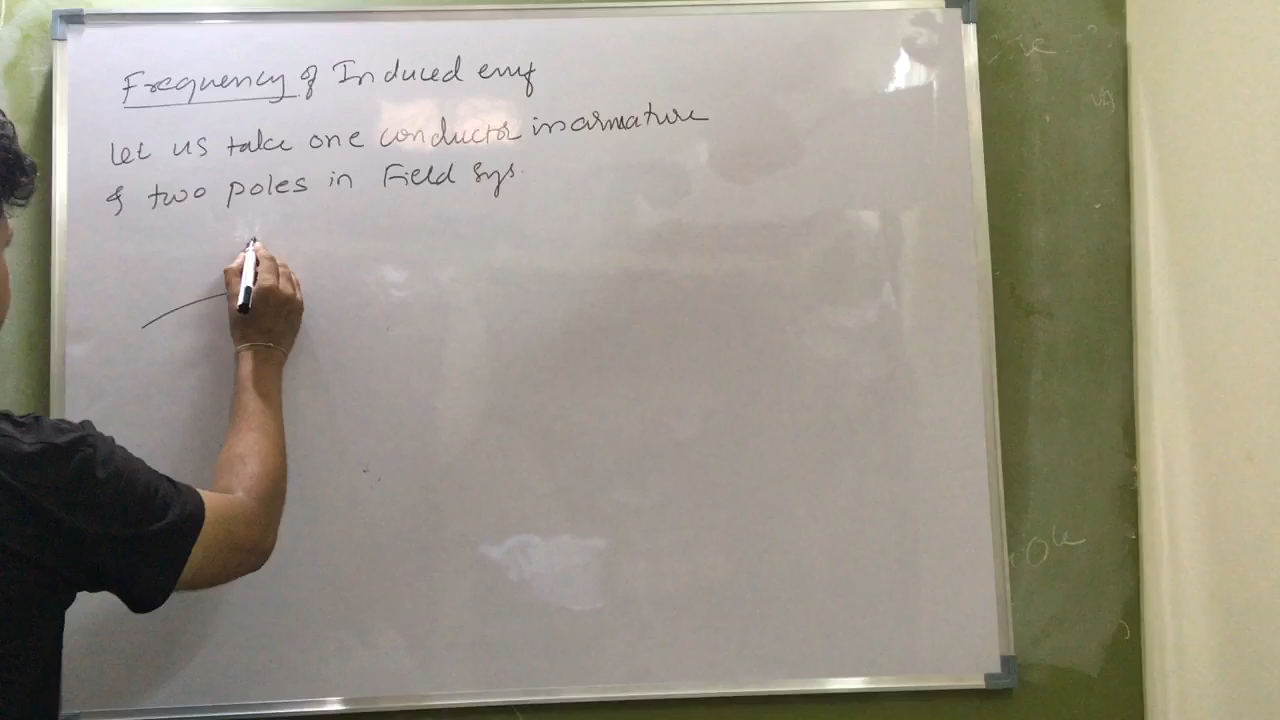 Frequency of Induced emf
Let us take one conductor in armature
& two poles in Field sys.